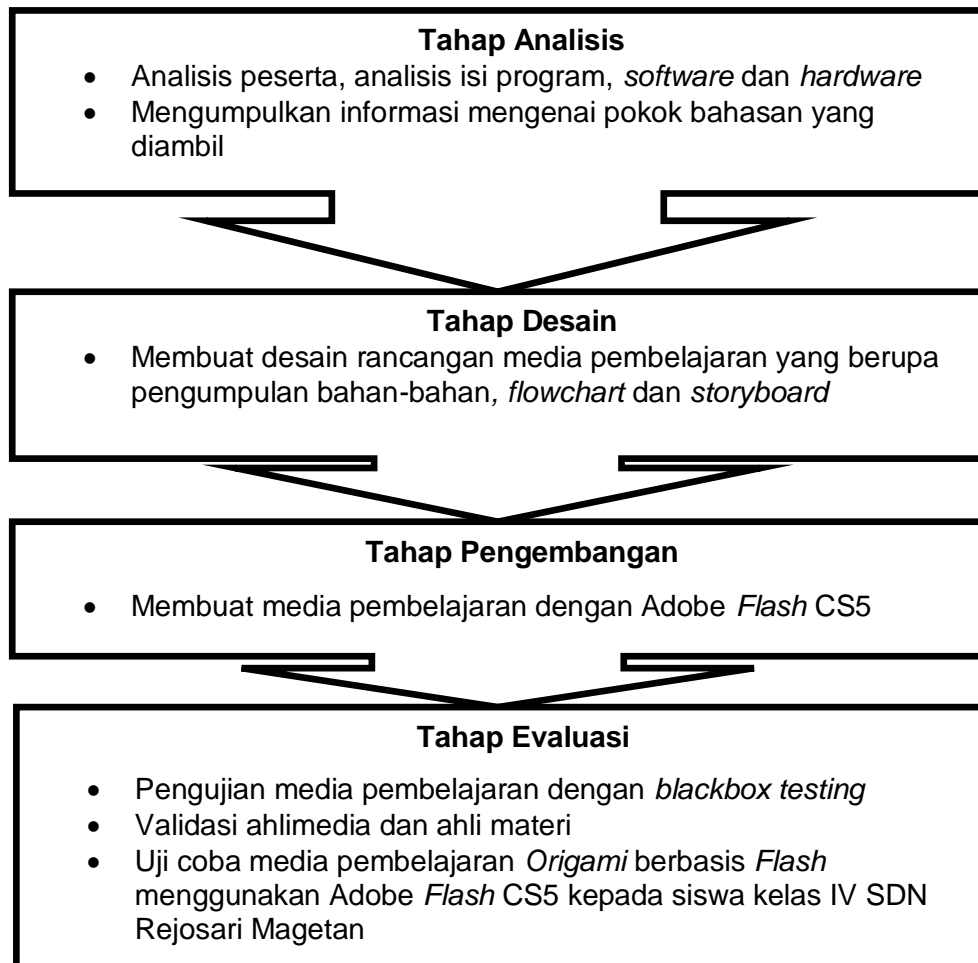 Tahap Analisis
• Analisis peserta, analisis isi program, software dan hardware
• Mengumpulkan informasi mengenai pokok bahasan yang
diambil
Tahap Desain
• Membuat desain rancangan media pembelajaran yang berupa
pengumpulan bahan-bahan, flowchart dan storyboard
Tahap Pengembangan
• Membuat media pembelajaran dengan Adobe Flash CS5
Tahap Evaluasi
• Pengujian media pembelajaran dengan blackbox testing
• Validasi ahlimedia dan ahli materi
• Uji coba media pembelajaran Origami berbasis Flash
menggunakan Adobe Flash CS5 kepada siswa kelas IV SDN
Rejosari Magetan